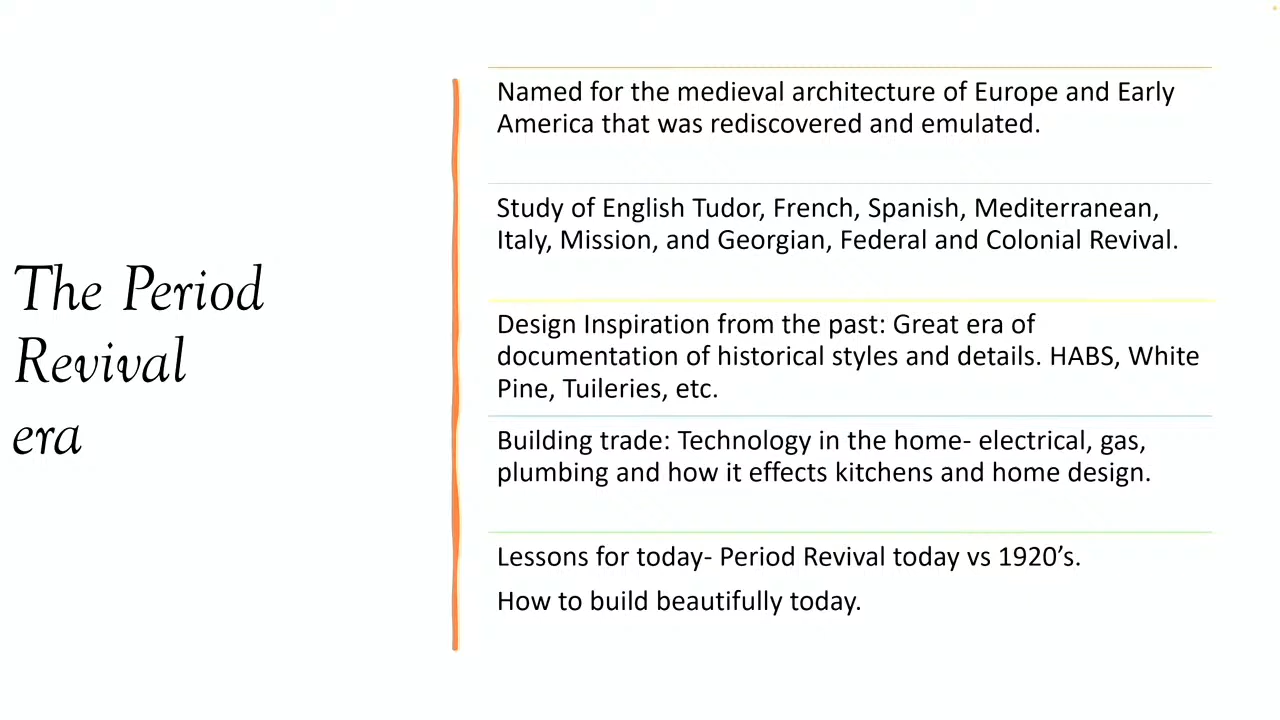 The Period
Revival
era
Named for the medieval architecture of Europe and Early
America that was rediscovered and emulated.
Study of English Tudor, French, Spanish, Mediterranean,
Italy, Mission, and Georgian, Federal and Colonial Revival.
Design Inspiration from the past: Great era of
documentation of historical styles and details. HABS, White
Pine, Tuileries, etc.
Building trade: Technology in the home- electrical, gas,
plumbing and how it effects kitchens and home design.
Lessons for today- Period Revival today vs 1920’s.
How to build beautifully today.